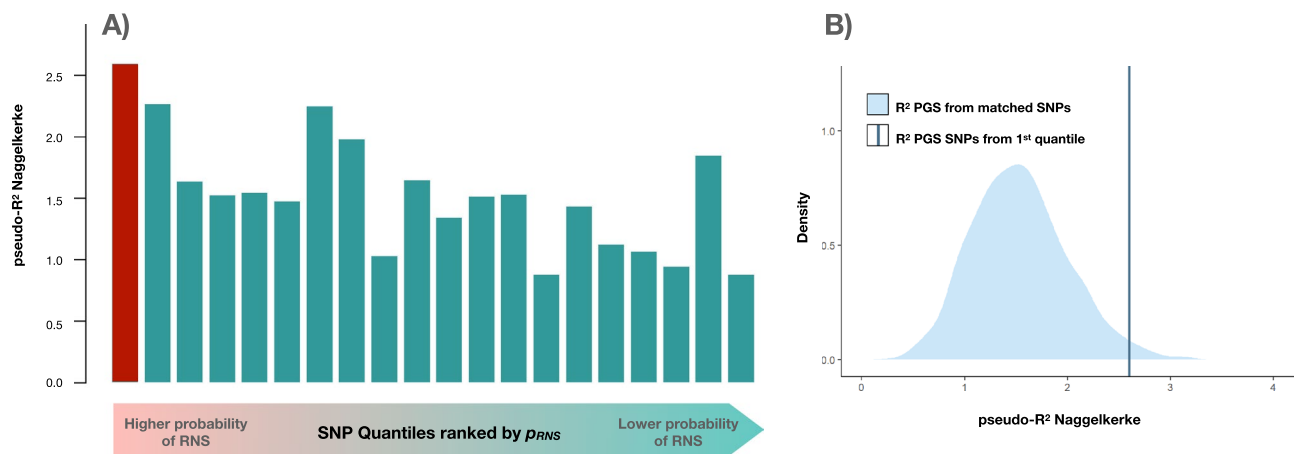 A)
pseudo-R² Naggelkerke
2.5
2.0
1.5
1.0
0.5
0.0
Higher probability
of RNS
SNP Quantiles ranked by pRNS
Lower probability
of RNS
B)
R² PGS from matched SNPs
R² PGS SNPs from 1st quantile
Density
1.0
0.5
0.0
0
1
2
3
4
pseudo-R² Naggelkerke